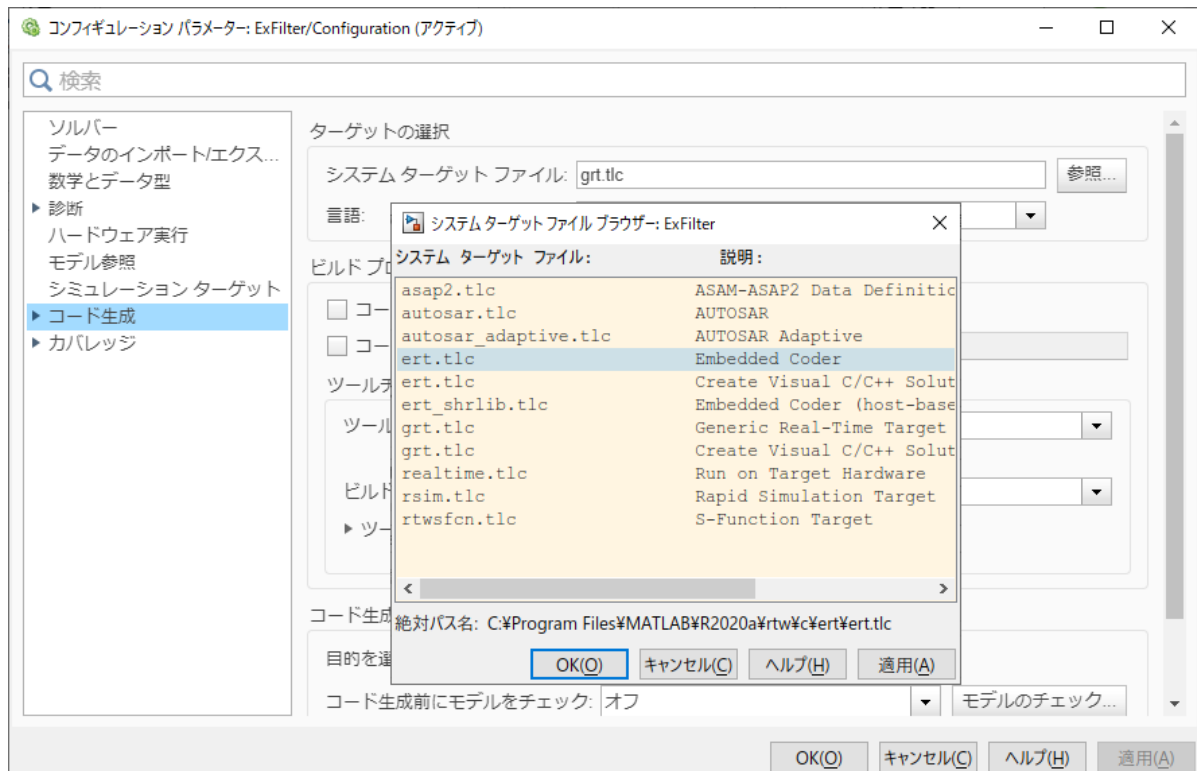 コンフィギュレーション パラメーター: ExFilter/Configuration (アクティブ)
検索
ソルバー
データのインポート/エクス...
数学とデータ型
診断
ハードウェア実行
モデル参照
シミュレーション ターゲット
コード生成
カバレッジ
ターゲットの選択
システム ターゲット ファイル: grt.tlc 参照...
言語:
ビルド プロ
コー
コー
ツールチ
ツール
ビルド
ツー
コード生成
目的を選
コード生成前にモデルをチェック: オフ モデルのチェック...
システム ターゲット ファイル ブラウザー: ExFilter
システム ターゲット ファイル: 説明:
asap2.tlc ASAM-ASAP2 Data Definitic
autosar.tlc AUTOSAR
autosar_adaptive.tlc AUTOSAR Adaptive
ert.tlc Embedded Coder
ert.tlc Create Visual C/C++ Solut
ert_shrlib.tlc Embedded Coder (host-base
grt.tlc Generic Real-Time Target
grt.tlc Create Visual C/C++ Solut
realtime.tlc Run on Target Hardware
rsim.tlc Rapid Simulation Target
rtwsfcn.tlc S-Function Target
絶対パス名: C:¥Program Files¥MATLAB¥R2020a¥rtw¥c¥ert¥ert.tlc
OK(O) キャンセル(C) ヘルプ(H) 適用(A)
OK(O) キャンセル(C) ヘルプ(H) 適用(A)